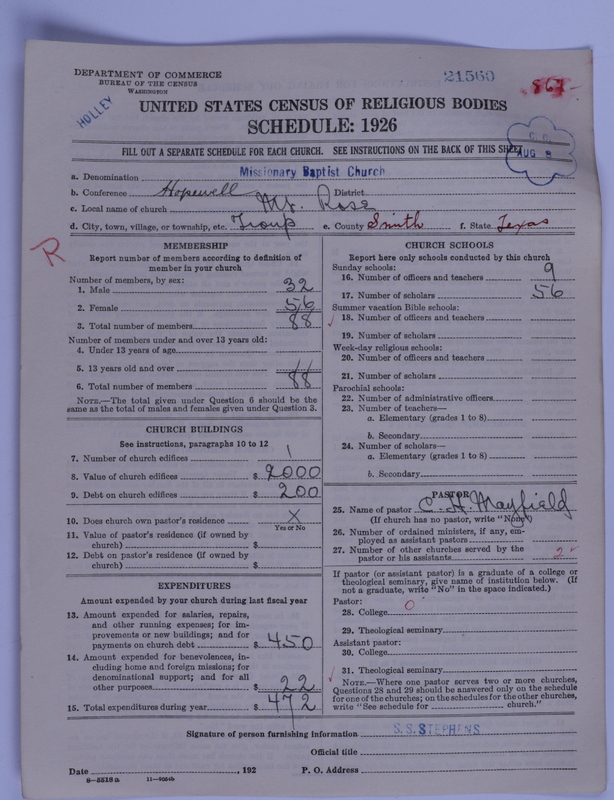 DEPARTMENT OF COMMERCE
BUREAU OF THE CENSUS
WASHINGTON
21560
867
HOLLEY
UNITED STATES CENSUS OF RELIGIOUS BODIES
SCHEDULE: 1926
AUG 8
FILL OUT A SEPARATE SCHEDULE FOR EACH CHURCH. SEE INSTRUCTIONS ON THE BACK OF THIS SHEET
a. Denomination Missionary Baptist Church
b. Conference Hopewell District
c. Local name of church Mt. Rose
d. City, town, village, or township, etc. Troup e. County Smith f. State Texas
R
MEMBERSHIP
Report number of members according to definition of
member in your church
Number of members, by sex:
1. Male 32
2. Female 56
3. Total number of members 88
Number of members under and over 13 years old:
4. Under 13 years of age
5. 13 years old and over
6. Total number of members 88
NOTE.—The total given under Question 6 should be the
same as the total of males and females given under Question 3.
CHURCH BUILDINGS
See instructions, paragraphs 10 to 12
7. Number of church edifices 1
8. Value of church edifices $ 2000
9. Debt on church edifices $ 200
10. Does church own pastor's residence X
Yes or No
11. Value of pastor's residence (if owned by
church) $
12. Debt on pastor's residence (if owned by
church) $
EXPENDITURES
Amount expended by your church during last fiscal year
13. Amount expended for salaries, repairs,
and other running expenses; for im-
provements or new buildings; and for
payments on church debt $ 450
14. Amount expended for benevolences, in-
cluding home and foreign missions; for
denominational support; and for all
other purposes $ 22
15. Total expenditures during year $ 472
CHURCH SCHOOLS
Report here only schools conducted by this church
Sunday schools:
16. Number of officers and teachers 9
17. Number of scholars 56
Summer vacation Bible schools:
18. Number of officers and teachers
19. Number of scholars
Week-day religious schools:
20. Number of officers and teachers
21. Number of scholars
Parochial schools:
22. Number of administrative officers
23. Number of teachers—
a. Elementary (grades 1 to 8)
b. Secondary
24. Number of scholars—
a. Elementary (grades 1 to 8)
b. Secondary
PASTOR
25. Name of pastor C. H. Mayfield
(If church has no pastor, write "None")
26. Number of ordained ministers, if any, em-
ployed as assistant pastors
27. Number of other churches served by the
pastor or his assistants 2
If pastor (or assistant pastor) is a graduate of a college or
theological seminary, give name of institution below. (If
not a graduate, write "No" in the space indicated.)
Pastor: 0
28. College
29. Theological seminary
Assistant pastor:
30. College
31. Theological seminary
NOTE.—Where one pastor serves two or more churches,
Questions 28 and 29 should be answered only on the schedule
for one of the churches; on the schedules for the other churches,
write "See schedule for church."
Signature of person furnishing information S.S. STEPHENS
Official title
Date , 192 P. O. Address
8—5518 a 11—9254b